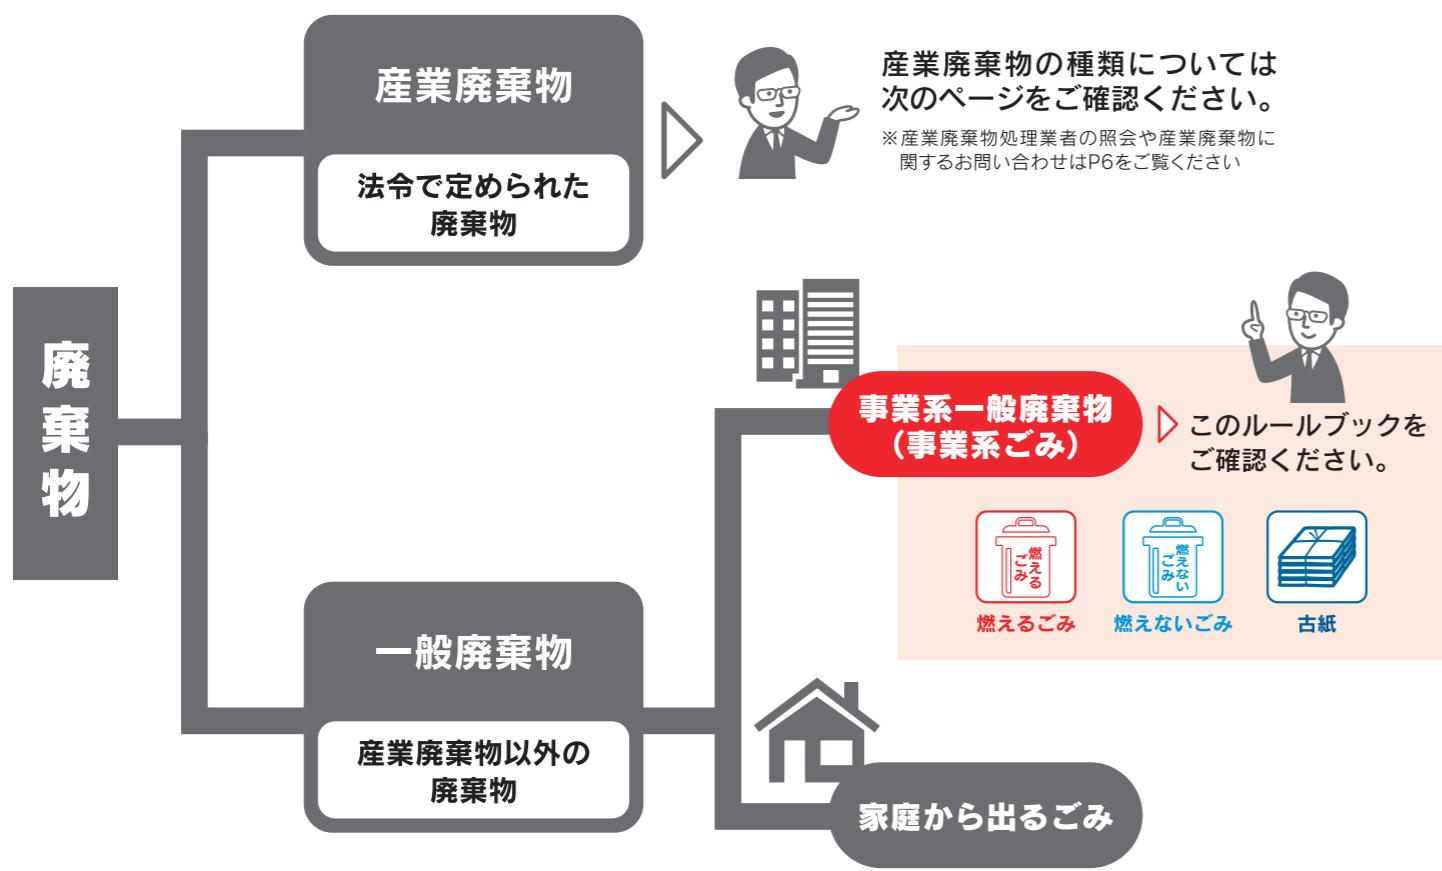 廃棄物
産業廃棄物
法令で定められた
廃棄物
産業廃棄物の種類については
次のページをご確認ください。
※産業廃棄物処理業者の照会や産業廃棄物に
関するお問い合わせはP6をご覧ください
一般廃棄物
産業廃棄物以外の
廃棄物
事業系一般廃棄物
（事業系ごみ）
このルールブックを
ご確認ください。
燃える
ごみ
燃えない
ごみ
燃えるごみ
燃えないごみ
古紙
家庭から出るごみ